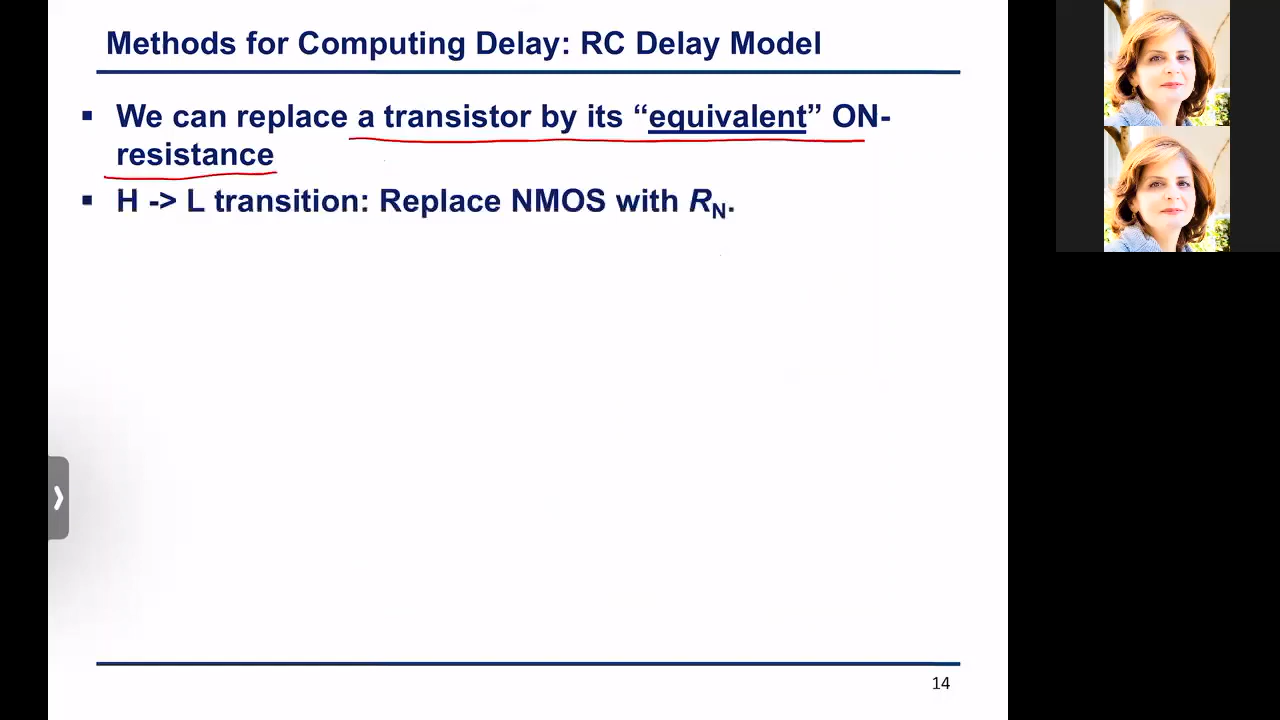 Methods for Computing Delay: RC Delay Model
▪ We can replace a transistor by its “equivalent” ON-
resistance
▪ H -> L transition: Replace NMOS with RN.
14